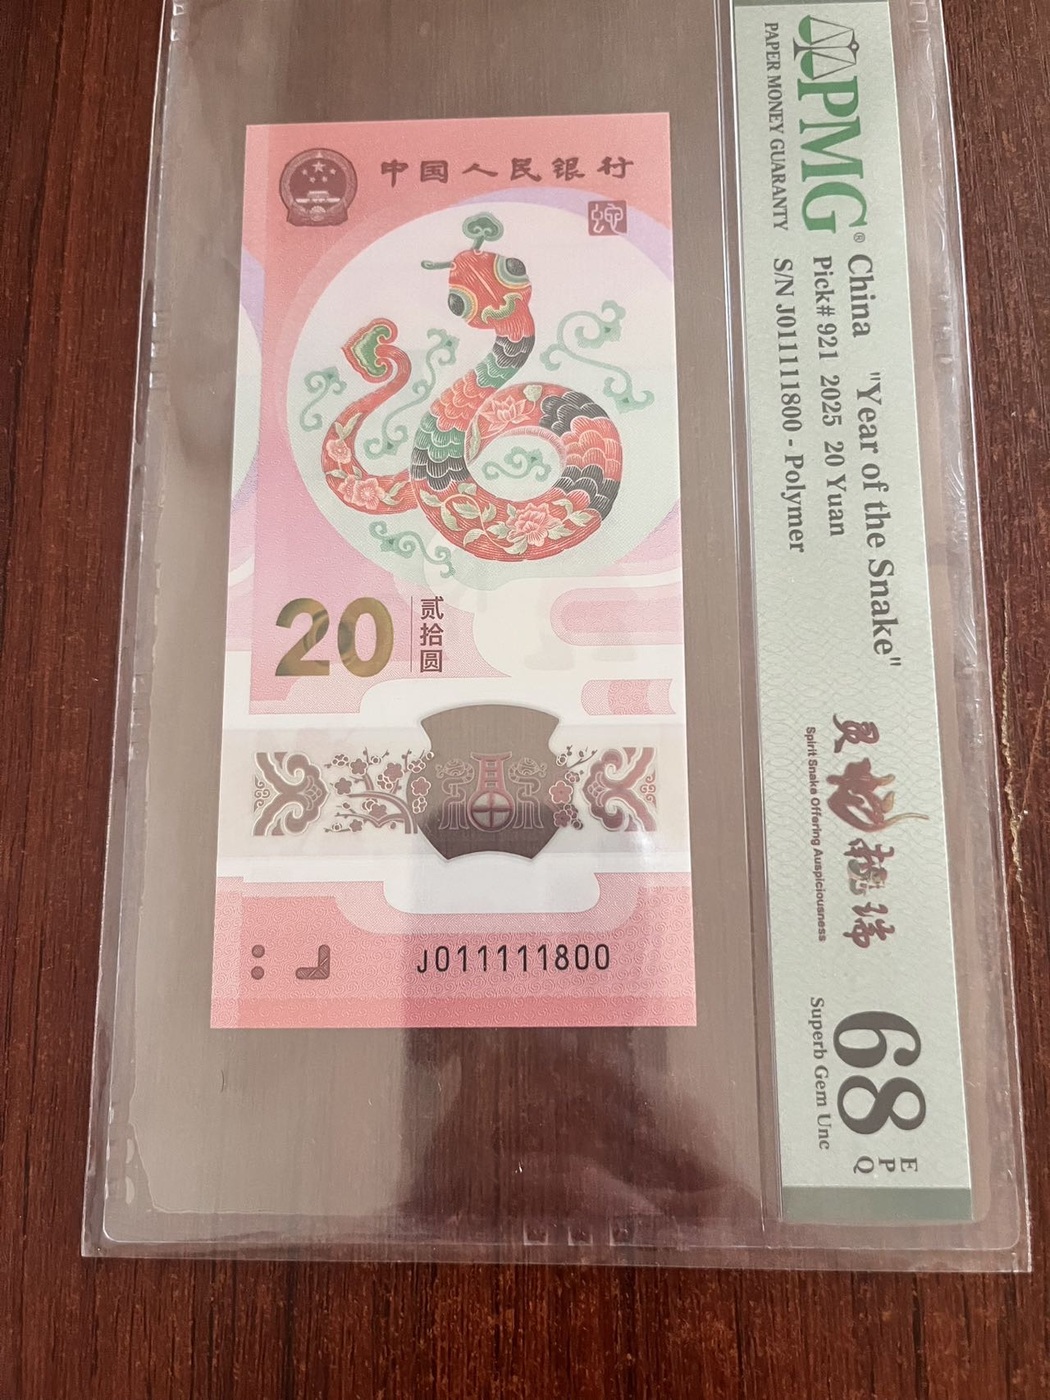 中国人民银行
蛇
20
贰拾圆
J011111800
PMG®
PAPER MONEY GUARANTY
China "Year of the Snake"
Pick# 921 2025 20 Yuan
S/N J011111800 - Polymer
灵蛇献瑞
Spirit Snake Offering Auspiciousness
68 EPQ
Superb Gem Unc